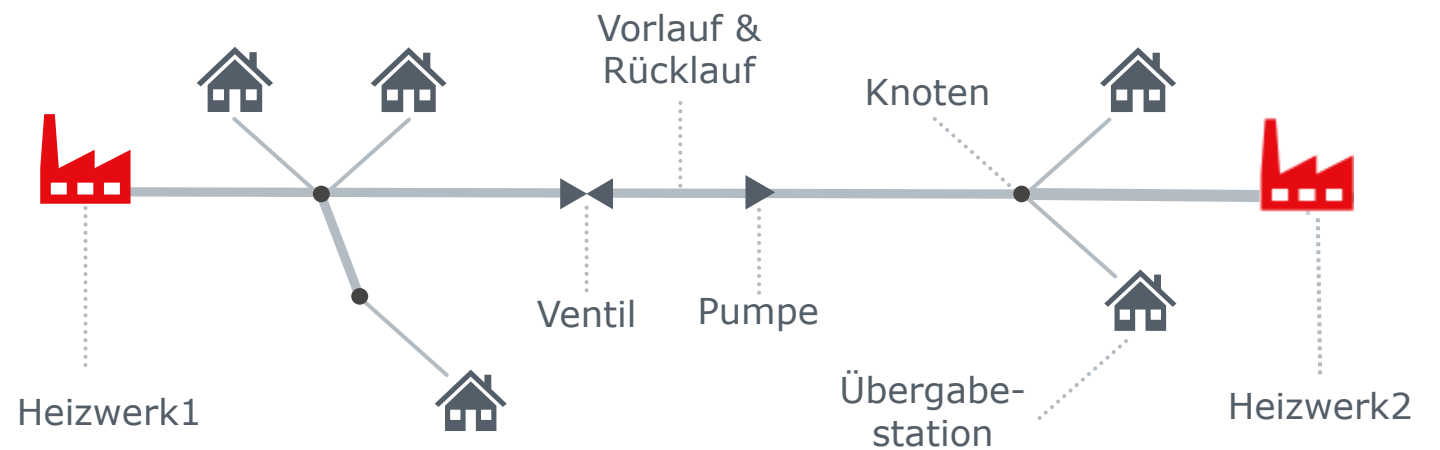 Vorlauf &
Rücklauf
Knoten
Ventil
Pumpe
Übergabe-
station
Heizwerk1
Heizwerk2